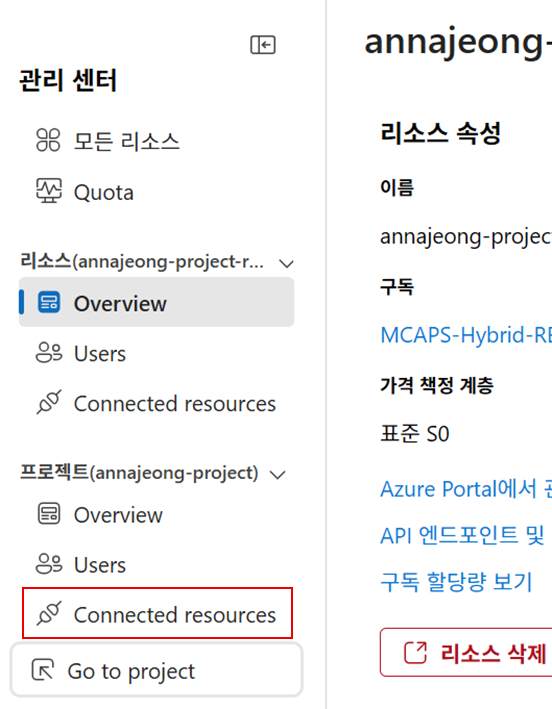 관리 센터
모든 리소스
Quota
리소스(annajeong-project-r...
Overview
Users
Connected resources
프로젝트(annajeong-project)
Overview
Users
Connected resources
Go to project
annajeong-
리소스 속성
이름
annajeong-project
구독
MCAPS-Hybrid-RE
가격 책정 계층
표준 S0
Azure Portal에서
API 엔드포인트 및
구독 할당량 보기
리소스 삭제